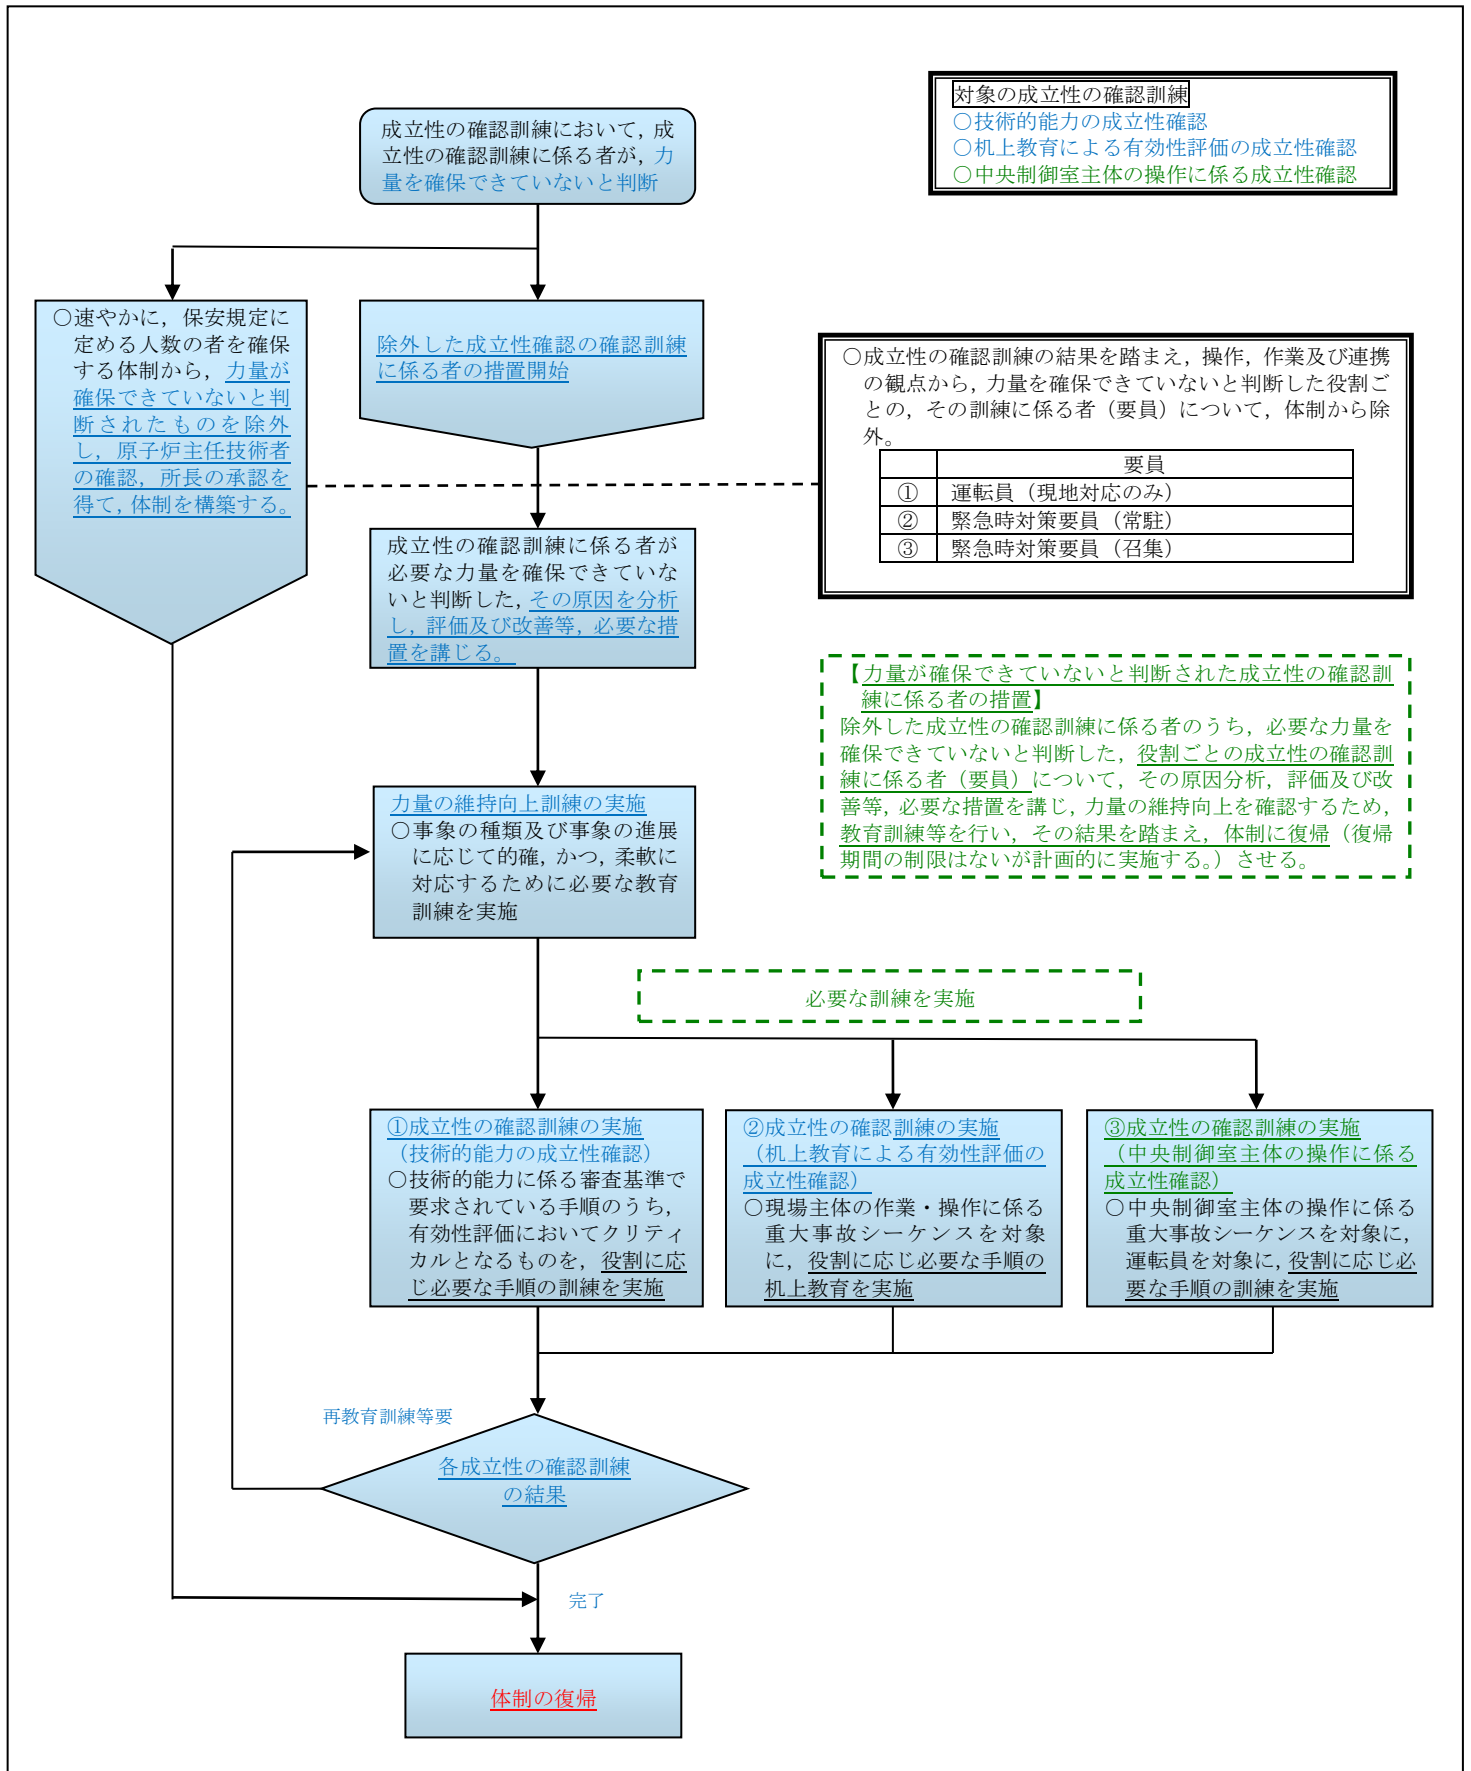 対象の成立性の確認訓練
〇技術的能力の成立性確認
〇机上教育による有効性評価の成立性確認
〇中央制御室主体の操作に係る成立性確認
成立性の確認訓練において，成
立性の確認訓練に係る者が，力
量を確保できていないと判断
〇速やかに，保安規定に
定める人数の者を確保
する体制から，力量が
確保できていないと判
断されたものを除外
し，原子炉主任技術者
の確認，所長の承認を
得て，体制を構築する。
除外した成立性確認の確認訓練
に係る者の措置開始
〇成立性の確認訓練の結果を踏まえ，操作，作業及び連携
の観点から，力量を確保できていないと判断した役割ご
との，その訓練に係る者（要員）について，体制から除
外。
要員
① 運転員（現地対応のみ）
② 緊急時対策要員（常駐）
③ 緊急時対策要員（召集）
成立性の確認訓練に係る者が
必要な力量を確保できていな
いと判断した，その原因を分析
し，評価及び改善等，必要な措
置を講じる。
【力量が確保できていないと判断された成立性の確認訓
練に係る者の措置】
除外した成立性の確認訓練に係る者のうち，必要な力量を
確保できていないと判断した，役割ごとの成立性の確認訓
練に係る者（要員）について，その原因分析，評価及び改
善等，必要な措置を講じ，力量の維持向上を確認するため，
教育訓練等を行い，その結果を踏まえ，体制に復帰（復帰
期間の制限はないが計画的に実施する。）させる。
力量の維持向上訓練の実施
〇事象の種類及び事象の進展
に応じて的確，かつ，柔軟に
対応するために必要な教育
訓練を実施
必要な訓練を実施
①成立性の確認訓練の実施
（技術的能力の成立性確認）
〇技術的能力に係る審査基準で
要求されている手順のうち，
有効性評価においてクリティ
カルとなるものを，役割に応
じ必要な手順の訓練を実施
②成立性の確認訓練の実施
（机上教育による有効性評価の
成立性確認）
〇現場主体の作業・操作に係る
重大事故シーケンスを対象
に，役割に応じ必要な手順の
机上教育を実施
③成立性の確認訓練の実施
（中央制御室主体の操作に係る
成立性確認）
〇中央制御室主体の操作に係る
重大事故シーケンスを対象に，
運転員を対象に，役割に応じ必
要な手順の訓練を実施
再教育訓練等要
各成立性の確認訓練
の結果
完了
体制の復帰